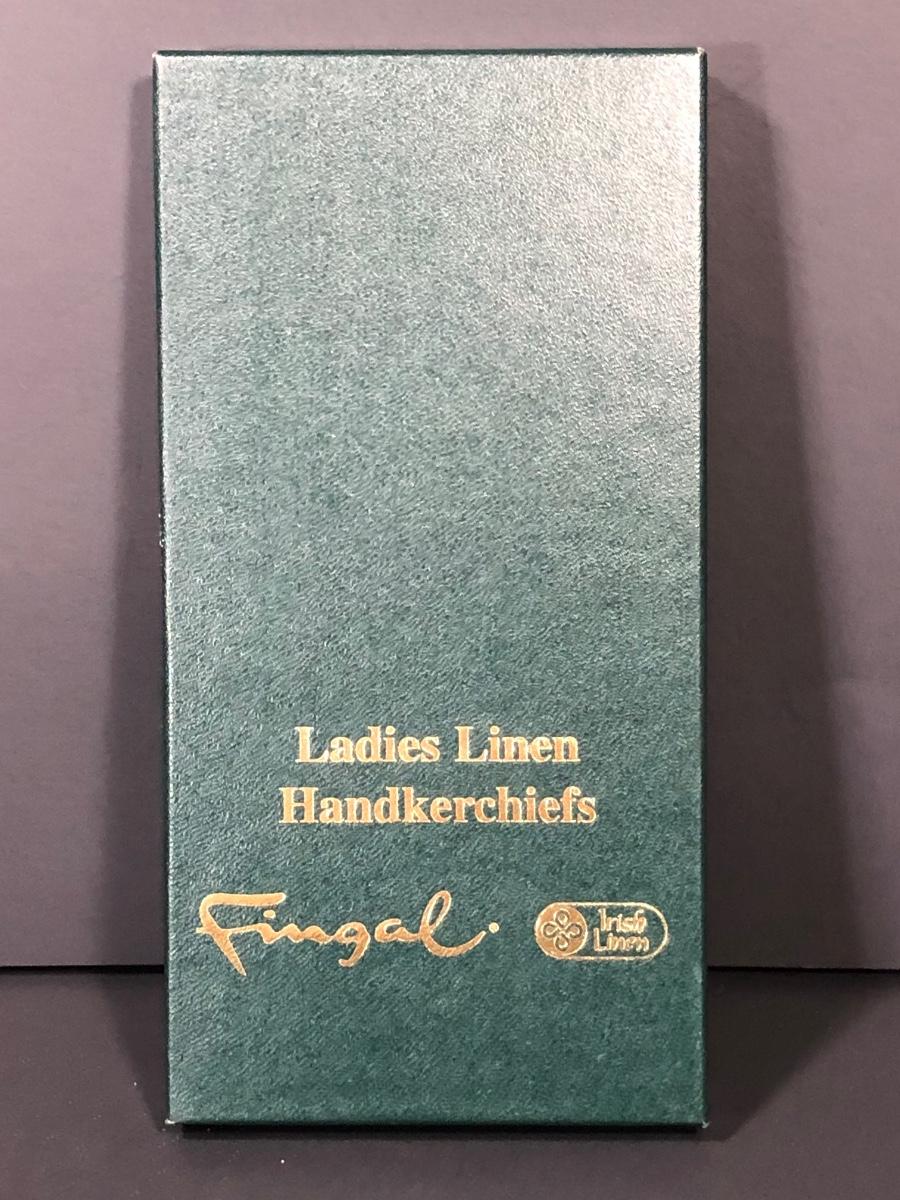 Ladies Linen
Handkerchiefs
Fingal.
Irish
Linen